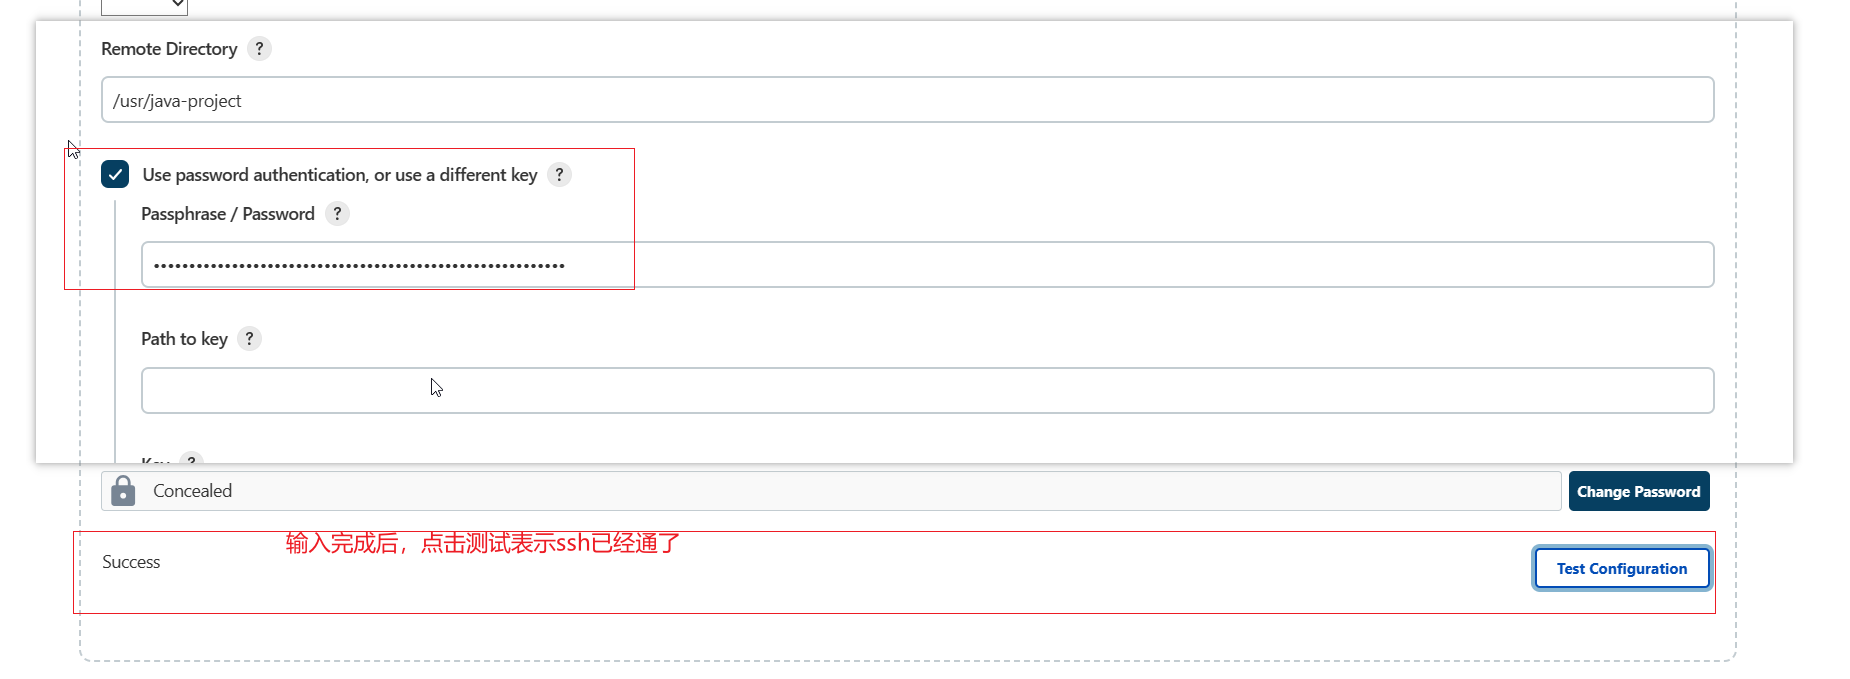 Remote Directory ?
/usr/java-project
Use password authentication, or use a different key ?
Passphrase / Password ?
••••••••••••••••••••••••••••••••••••••••••••••••••••••••••
Path to key ?
Key ?
Concealed
Change Password
输入完成后，点击测试表示ssh已经通了
Success
Test Configuration